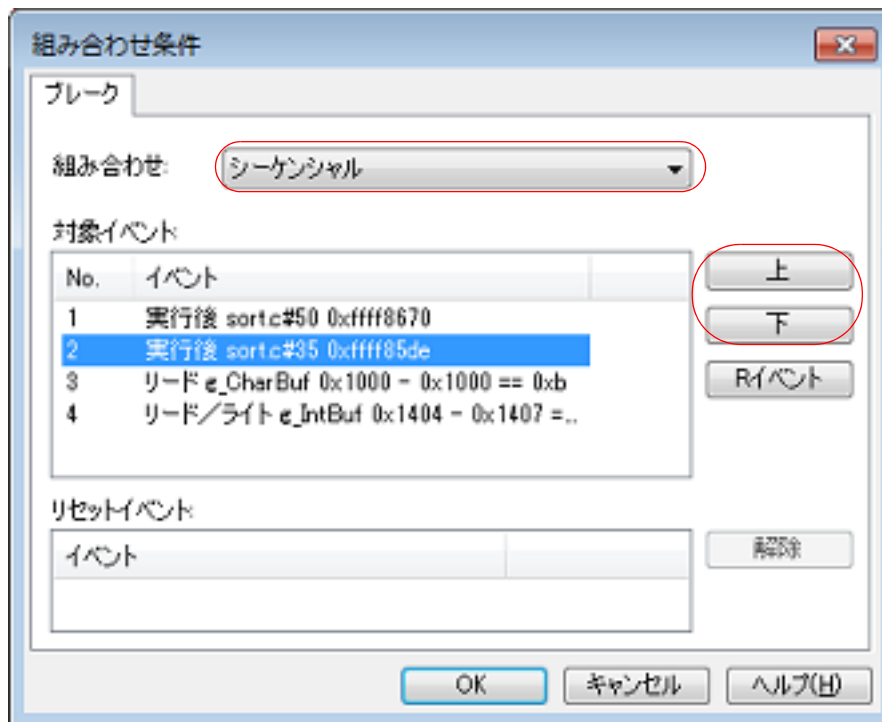 組み合わせ条件
ブレーク
組み合わせ: シーケンシャル
対象イベント:
No. イベント
1 実行後 sort.c#50 0xffff8670
2 実行後 sort.c#35 0xffff85de
3 リード g_CharBuf 0x1000 - 0x1000 == 0xb
4 リード／ライト g_IntBuf 0x1404 - 0x1407 =..
上
下
Rイベント
リセットイベント:
イベント
解除
OK キャンセル ヘルプ(H)